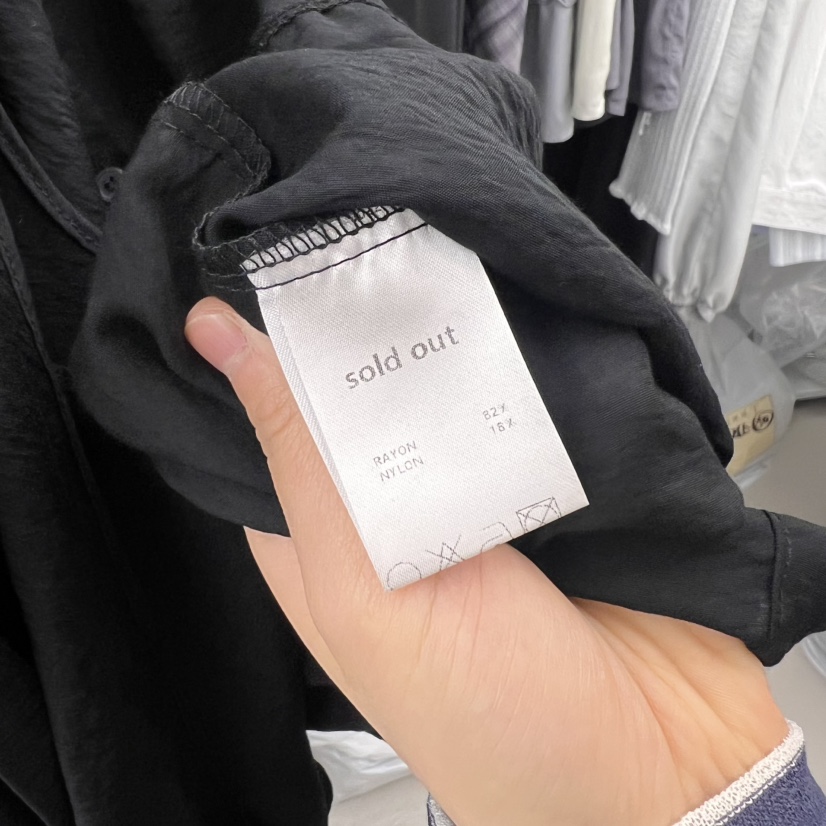 sold out
RAYON 82%
NYLON 18%